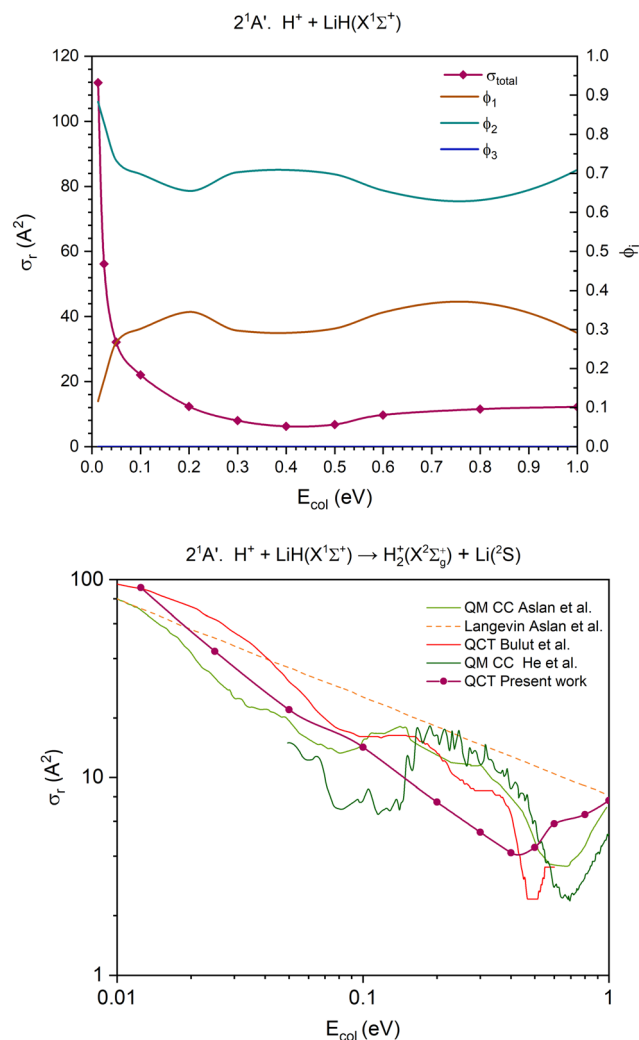 2¹A'. H⁺ + LiH(X¹Σ⁺)
120
100
80
60
40
20
0
σᵣ (A²)
1.0
0.9
0.8
0.7
0.6
0.5
0.4
0.3
0.2
0.1
0.0
ϕᵢ
σ_total
ϕ₁
ϕ₂
ϕ₃
0.0 0.1 0.2 0.3 0.4 0.5 0.6 0.7 0.8 0.9 1.0
E_col (eV)
2¹A'. H⁺ + LiH(X¹Σ⁺) → H₂⁺(X²Σg⁺) + Li(²S)
100
10
1
σᵣ (A²)
QM CC Aslan et al.
Langevin Aslan et al.
QCT Bulut et al.
QM CC He et al.
QCT Present work
0.01 0.1 1
E_col (eV)